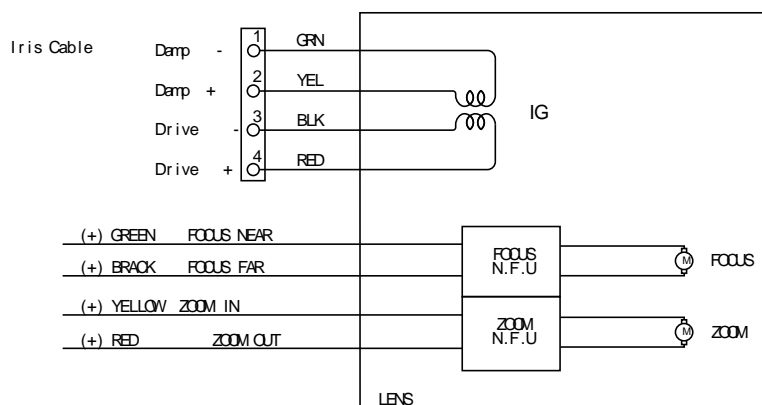 Iris Cable
Damp - 1 GRN
Damp + 2 YEL
Drive - 3 BLK
Drive + 4 RED
IG
(+) GREEN FOCUS NEAR
(+) BRACK FOCUS FAR
(+) YELLOW ZOOM IN
(+) RED ZOOM OUT
FOCUS
N.F.U
M FOCUS
ZOOM
N.F.U
M ZOOM
LENS